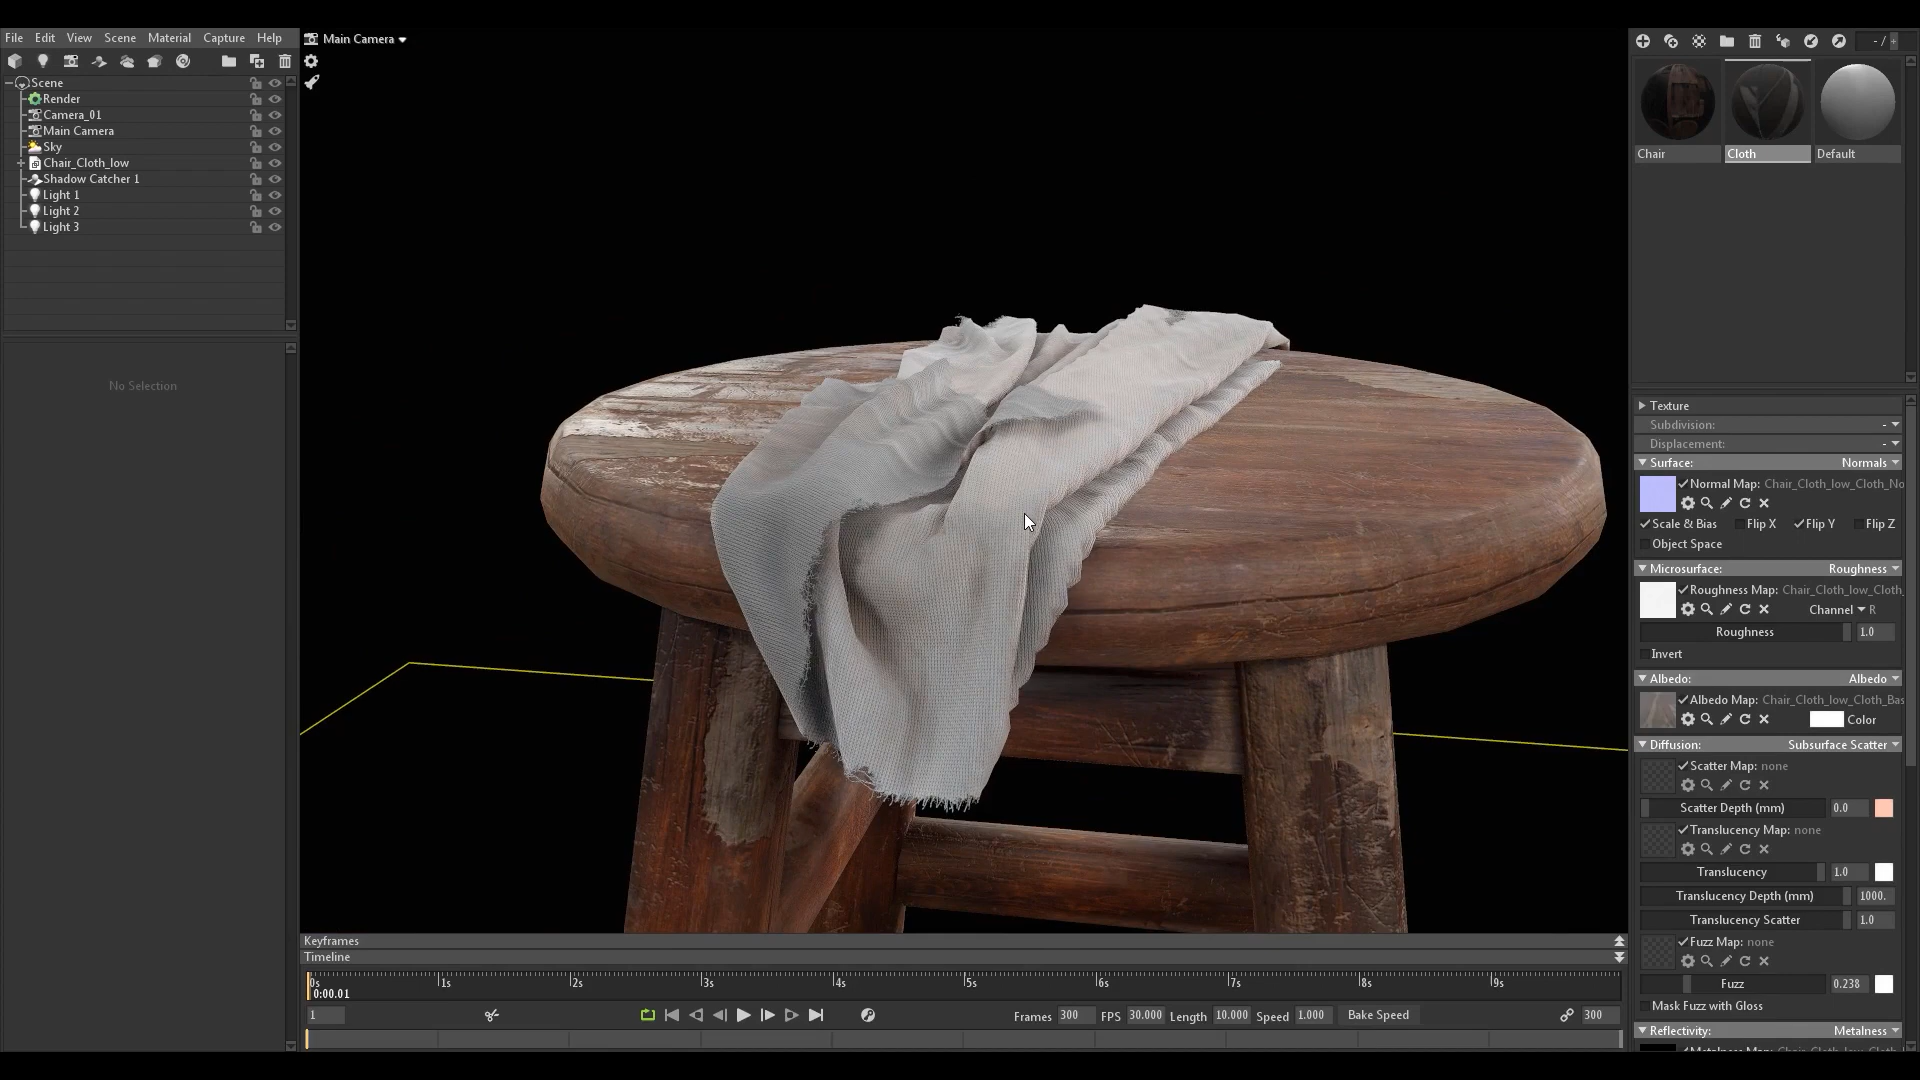 File Edit View Scene Material Capture Help
Main Camera
- / +
Scene
Render
Camera_01
Main Camera
Sky
Chair_Cloth_low
Shadow Catcher 1
Light 1
Light 2
Light 3
No Selection
Chair Cloth Default
Texture
Subdivision: -
Displacement: -
Surface: Normals
Normal Map: Chair_Cloth_low_Cloth_No
Scale & Bias Flip X Flip Y Flip Z
Object Space
Microsurface: Roughness
Roughness Map: Chair_Cloth_low_Cloth_
Channel R
Roughness 1.0
Invert
Albedo: Albedo
Albedo Map: Chair_Cloth_low_Cloth_Bas
Color
Diffusion: Subsurface Scatter
Scatter Map: none
Scatter Depth (mm) 0.0
Translucency Map: none
Translucency 1.0
Translucency Depth (mm) 1000.
Translucency Scatter 1.0
Fuzz Map: none
Fuzz 0.238
Mask Fuzz with Gloss
Reflectivity: Metalness
Keyframes
Timeline
0s 1s 2s 3s 4s 5s 6s 7s 8s 9s
0:00.01
1 Frames 300 FPS 30.000 Length 10.000 Speed 1.000 Bake Speed 300